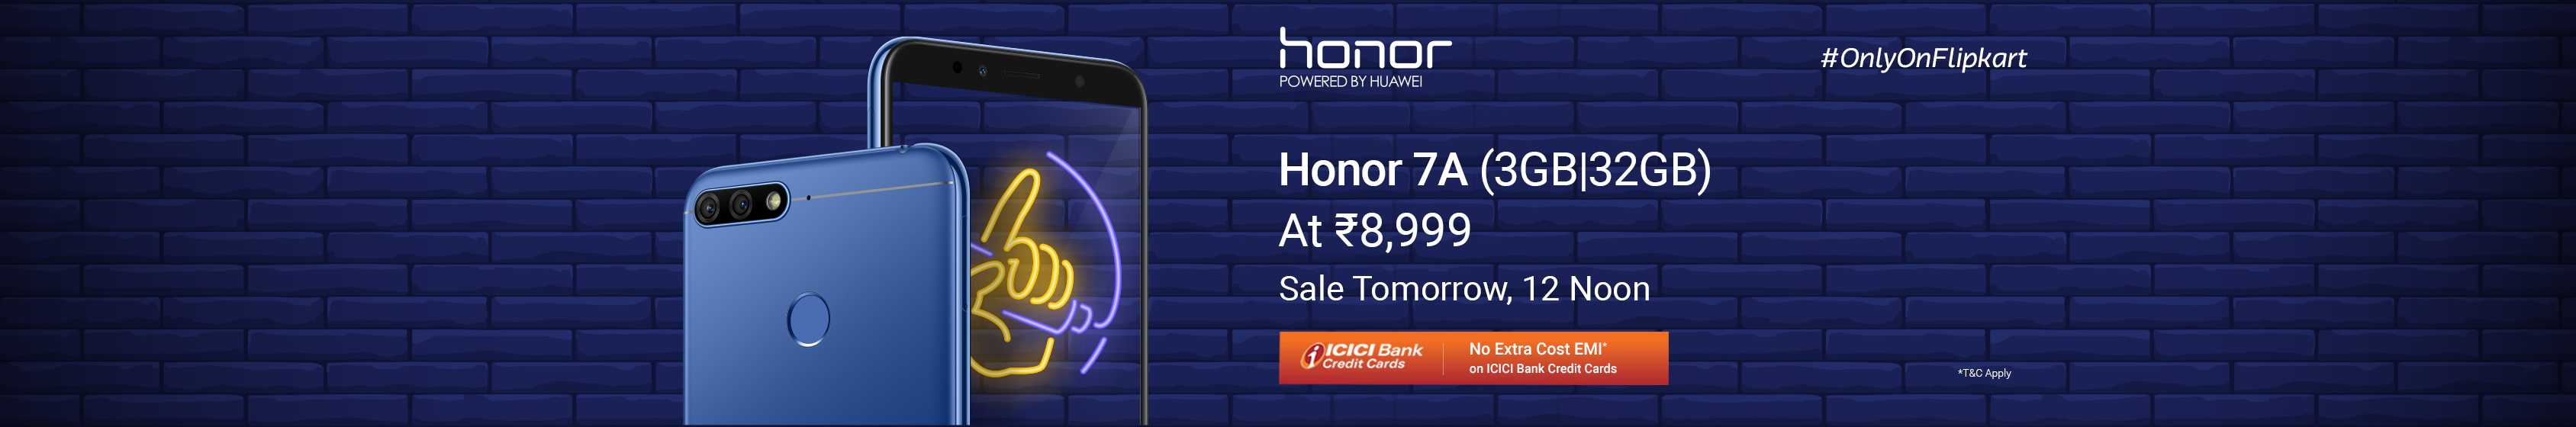 honor
POWERED BY HUAWEI
#OnlyOnFlipkart
Honor 7A (3GB|32GB)
At ₹8,999
Sale Tomorrow, 12 Noon
ICICI Bank
Credit Cards
No Extra Cost EMI*
on ICICI Bank Credit Cards
*T&C Apply